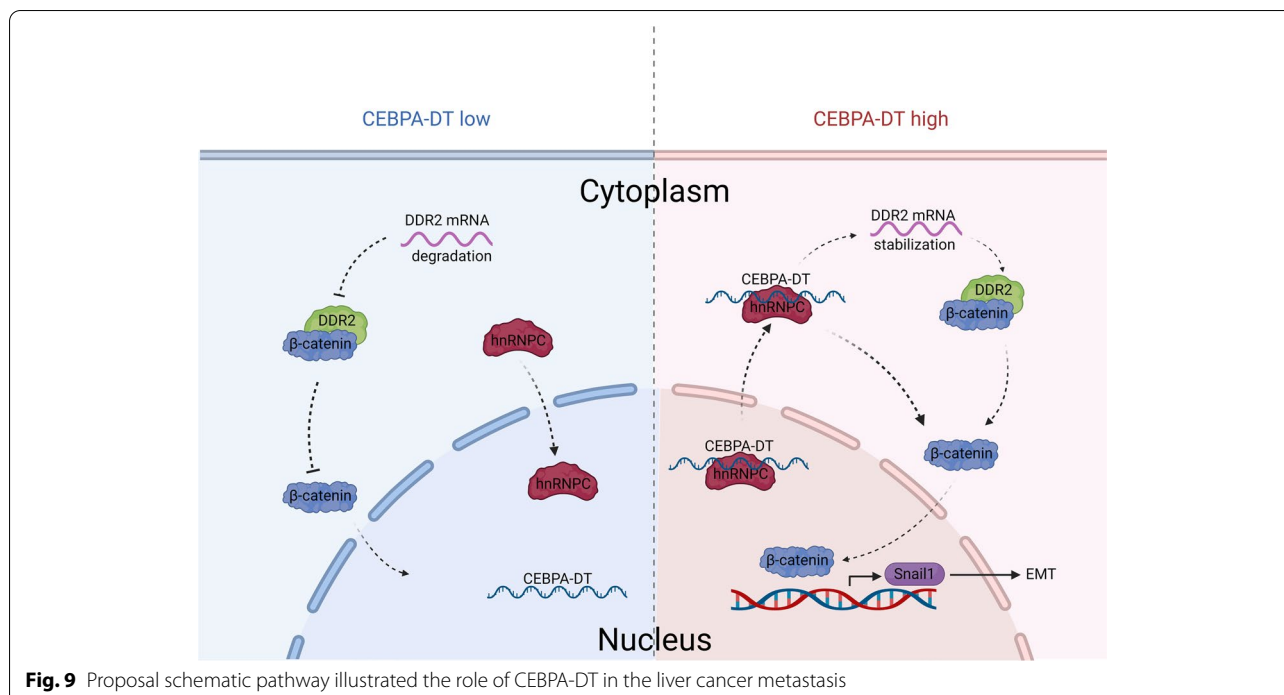 CEBPA-DT low
CEBPA-DT high
Cytoplasm
DDR2 mRNA
degradation
DDR2
β-catenin
hnRNPC
β-catenin
hnRNPC
CEBPA-DT
DDR2 mRNA
stabilization
CEBPA-DT
hnRNPC
DDR2
β-catenin
CEBPA-DT
hnRNPC
β-catenin
β-catenin
Snail1
EMT
Nucleus
Fig. 9 Proposal schematic pathway illustrated the role of CEBPA-DT in the liver cancer metastasis